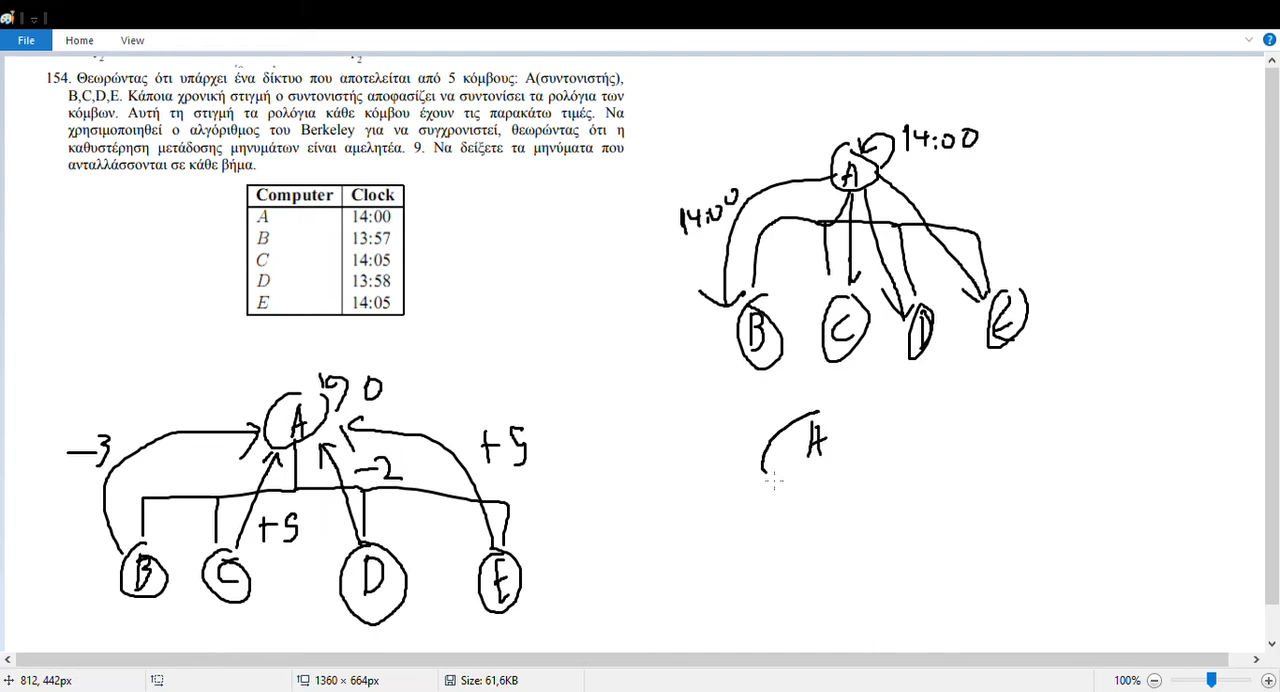 File Home View
154. Θεωρώντας ότι υπάρχει ένα δίκτυο που αποτελείται από 5 κόμβους: Α(συντονιστής),
B,C,D,E. Κάποια χρονική στιγμή ο συντονιστής αποφασίζει να συντονίσει τα ρολόγια των
κόμβων. Αυτή τη στιγμή τα ρολόγια κάθε κόμβου έχουν τις παρακάτω τιμές. Να
χρησιμοποιηθεί ο αλγόριθμος του Berkeley για να συγχρονιστεί, θεωρώντας ότι η
καθυστέρηση μετάδοσης μηνυμάτων είναι αμελητέα. 9. Να δείξετε τα μηνύματα που
ανταλλάσσονται σε κάθε βήμα.
Computer Clock
A 14:00
B 13:57
C 14:05
D 13:58
E 14:05
14:00
A
14:00
B C D E
A 0
-3 +5 -2 +5
B C D E
A
812, 442px 1360 × 664px Size: 61,6KB 100%